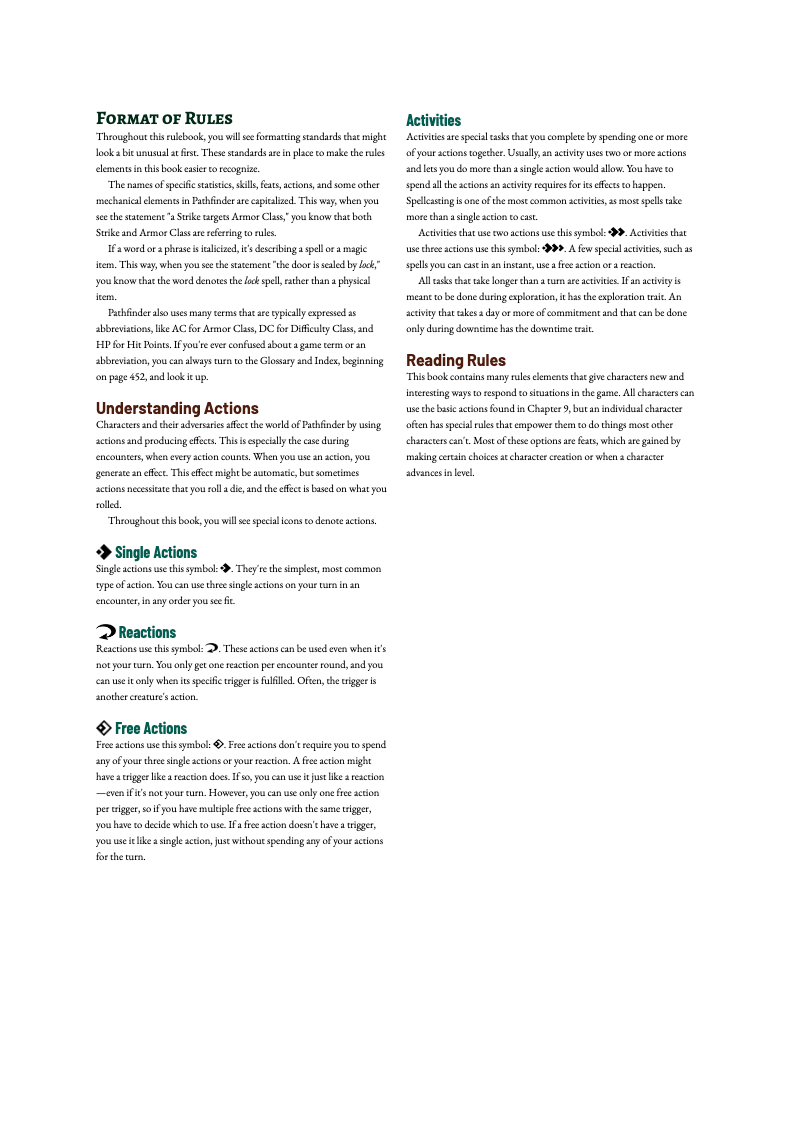 Format of Rules
Throughout this rulebook, you will see formatting standards that might
look a bit unusual at first. These standards are in place to make the rules
elements in this book easier to recognize.
The names of specific statistics, skills, feats, actions, and some other
mechanical elements in Pathfinder are capitalized. This way, when you
see the statement "a Strike targets Armor Class," you know that both
Strike and Armor Class are referring to rules.
If a word or a phrase is italicized, it's describing a spell or a magic
item. This way, when you see the statement "the door is sealed by lock,"
you know that the word denotes the lock spell, rather than a physical
item.
Pathfinder also uses many terms that are typically expressed as
abbreviations, like AC for Armor Class, DC for Difficulty Class, and
HP for Hit Points. If you're ever confused about a game term or an
abbreviation, you can always turn to the Glossary and Index, beginning
on page 452, and look it up.
Understanding Actions
Characters and their adversaries affect the world of Pathfinder by using
actions and producing effects. This is especially the case during
encounters, when every action counts. When you use an action, you
generate an effect. This effect might be automatic, but sometimes
actions necessitate that you roll a die, and the effect is based on what you
rolled.
Throughout this book, you will see special icons to denote actions.
Single Actions
Single actions use this symbol: . They're the simplest, most common
type of action. You can use three single actions on your turn in an
encounter, in any order you see fit.
Reactions
Reactions use this symbol: . These actions can be used even when it's
not your turn. You only get one reaction per encounter round, and you
can use it only when its specific trigger is fulfilled. Often, the trigger is
another creature's action.
Free Actions
Free actions use this symbol: . Free actions don't require you to spend
any of your three single actions or your reaction. A free action might
have a trigger like a reaction does. If so, you can use it just like a reaction
—even if it's not your turn. However, you can use only one free action
per trigger, so if you have multiple free actions with the same trigger,
you have to decide which to use. If a free action doesn't have a trigger,
you use it like a single action, just without spending any of your actions
for the turn.
Activities
Activities are special tasks that you complete by spending one or more
of your actions together. Usually, an activity uses two or more actions
and lets you do more than a single action would allow. You have to
spend all the actions an activity requires for its effects to happen.
Spellcasting is one of the most common activities, as most spells take
more than a single action to cast.
Activities that use two actions use this symbol: . Activities that
use three actions use this symbol: . A few special activities, such as
spells you can cast in an instant, use a free action or a reaction.
All tasks that take longer than a turn are activities. If an activity is
meant to be done during exploration, it has the exploration trait. An
activity that takes a day or more of commitment and that can be done
only during downtime has the downtime trait.
Reading Rules
This book contains many rules elements that give characters new and
interesting ways to respond to situations in the game. All characters can
use the basic actions found in Chapter 9, but an individual character
often has special rules that empower them to do things most other
characters can't. Most of these options are feats, which are gained by
making certain choices at character creation or when a character
advances in level.